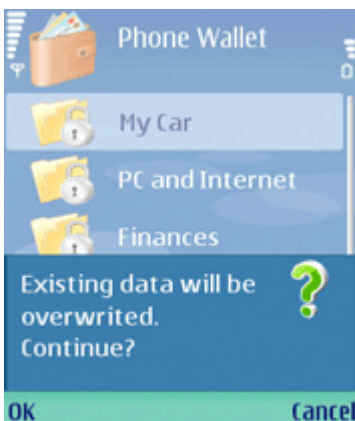 Phone Wallet
My Car
PC and Internet
Finances
Existing data will be
overwrited.
Continue?
OK Cancel